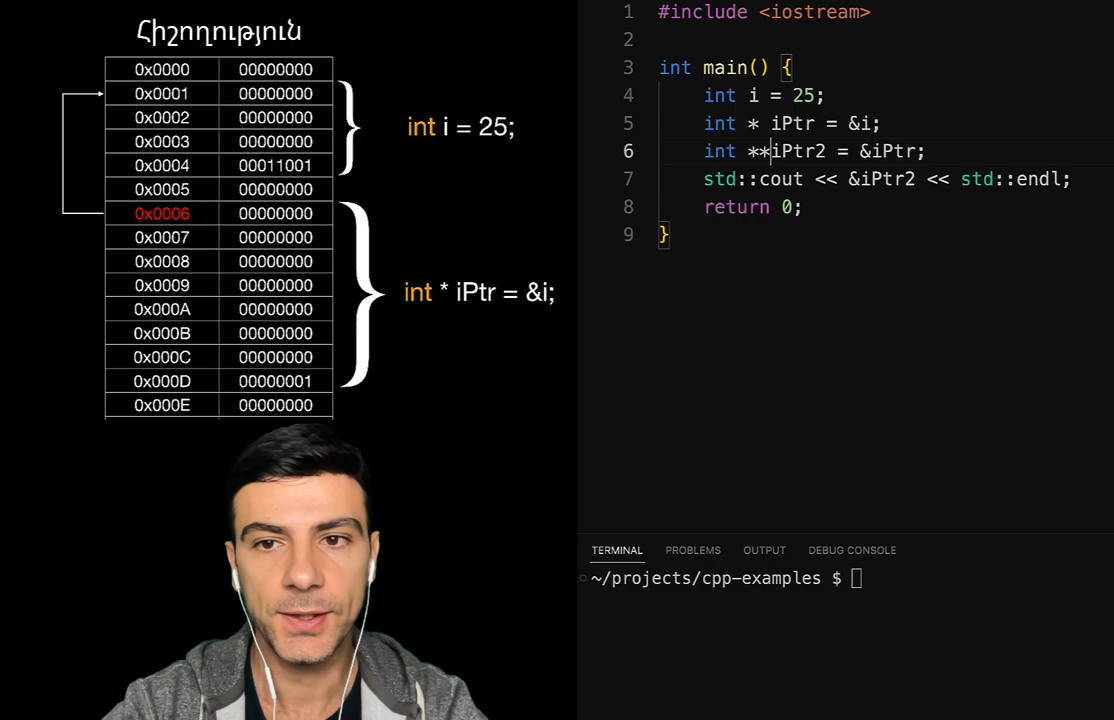 Հիշողություն
0x0000 00000000
0x0001 00000000
0x0002 00000000
0x0003 00000000
0x0004 00011001
0x0005 00000000
0x0006 00000000
0x0007 00000000
0x0008 00000000
0x0009 00000000
0x000A 00000000
0x000B 00000000
0x000C 00000000
0x000D 00000001
0x000E 00000000
int i = 25;
int * iPtr = &i;
1 #include <iostream>
2
3 int main() {
4 int i = 25;
5 int * iPtr = &i;
6 int **iPtr2 = &iPtr;
7 std::cout << &iPtr2 << std::endl;
8 return 0;
9 }
TERMINAL PROBLEMS OUTPUT DEBUG CONSOLE
~/projects/cpp-examples $